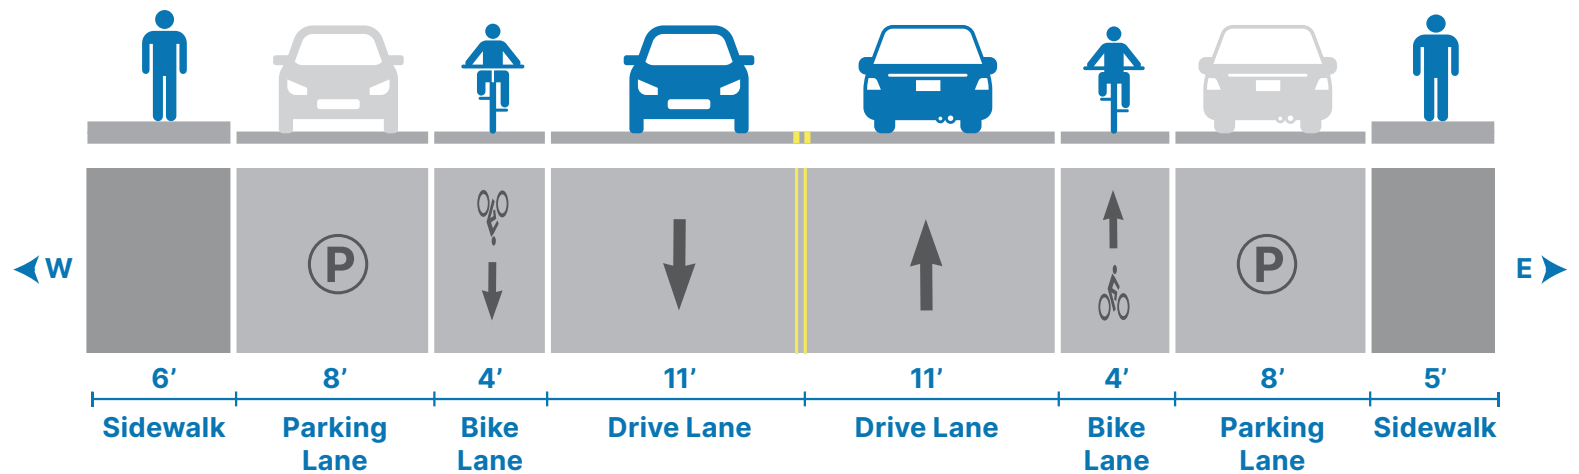 P
P
W
E
6’ 8’ 4’ 11’ 11’ 4’ 8’ 5’
Sidewalk Parking Lane Bike Lane Drive Lane Drive Lane Bike Lane Parking Lane Sidewalk